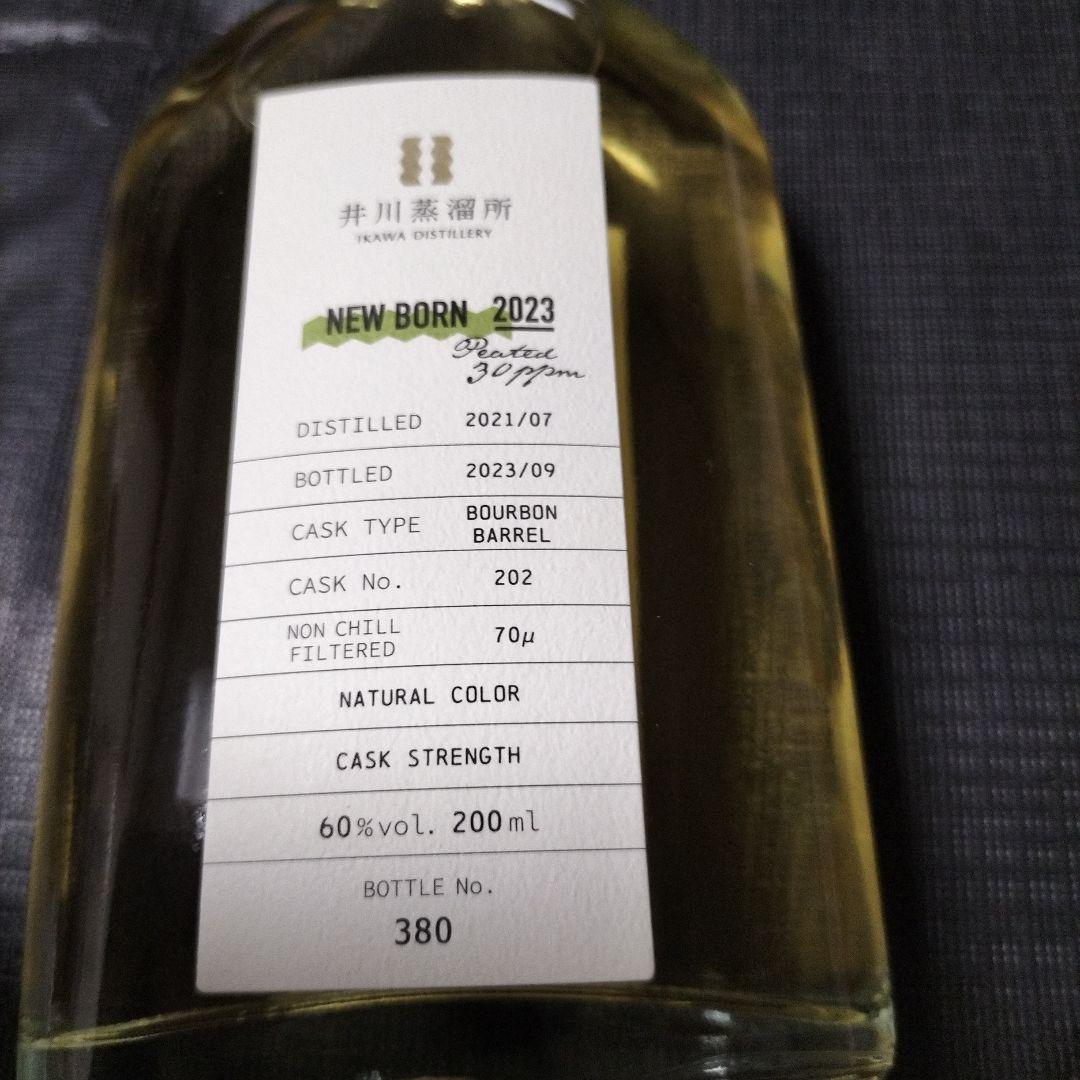 井川蒸溜所
IKAWA DISTILLERY
NEW BORN 2023
Peated
30ppm
DISTILLED 2021/07
BOTTLED 2023/09
CASK TYPE BOURBON BARREL
CASK No. 202
NON CHILL FILTERED 70μ
NATURAL COLOR
CASK STRENGTH
60%vol. 200ml
BOTTLE No.
380